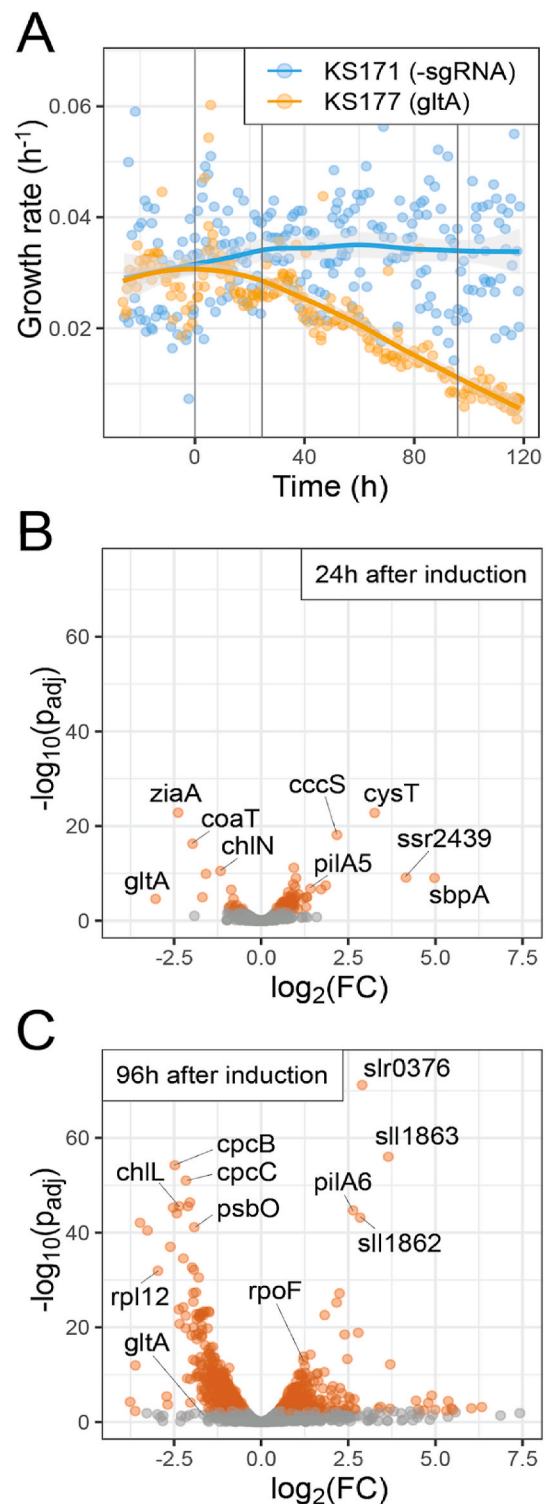 A
KS171 (-sgRNA)
KS177 (gltA)
0.06
0.04
0.02
Growth rate (h-1)
0 40 80 120
Time (h)
B
24h after induction
60
40
20
0
-log10(padj)
ziaA
coaT
chlN
gltA
cccS
cysT
pilA5
ssr2439
sbpA
-2.5 0.0 2.5 5.0 7.5
log2(FC)
C
96h after induction
60
40
20
0
-log10(padj)
slr0376
sll1863
pilA6
sll1862
cpcB
chlL
cpcC
psbO
rpl12
rpoF
gltA
-2.5 0.0 2.5 5.0 7.5
log2(FC)